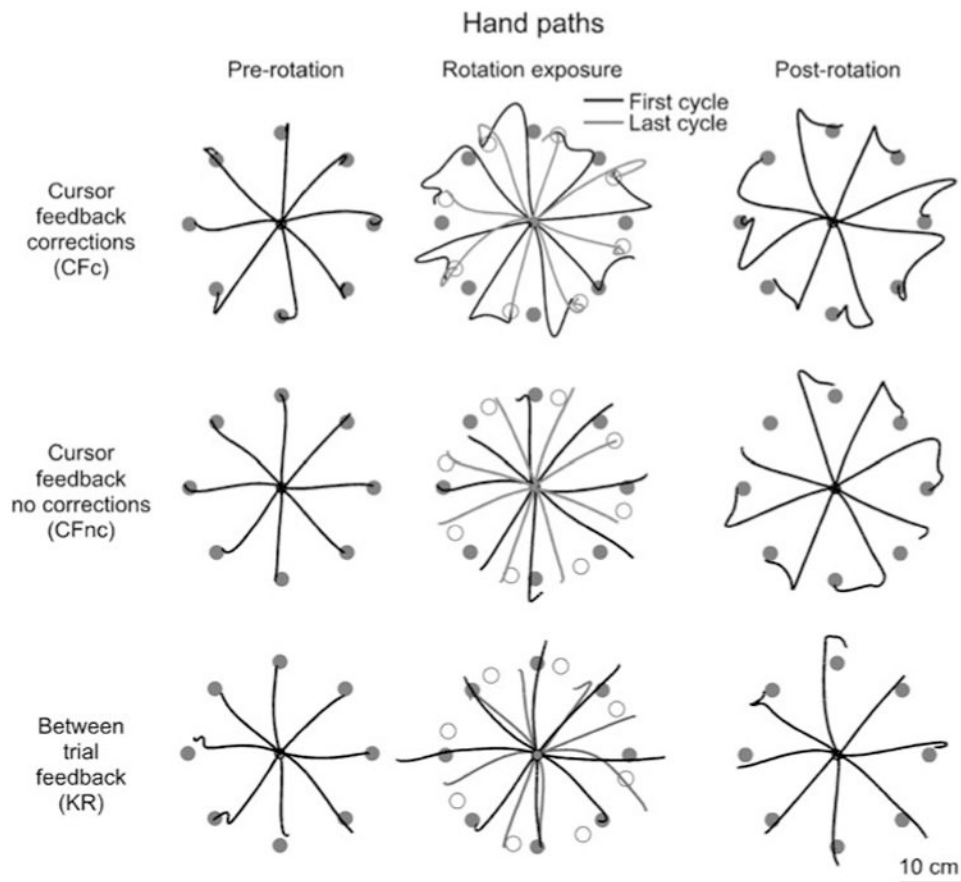 Hand paths
Pre-rotation
Rotation exposure
Post-rotation
First cycle
Last cycle
Cursor
feedback
corrections
(CFc)
Cursor
feedback
no corrections
(CFnc)
Between
trial
feedback
(KR)
10 cm